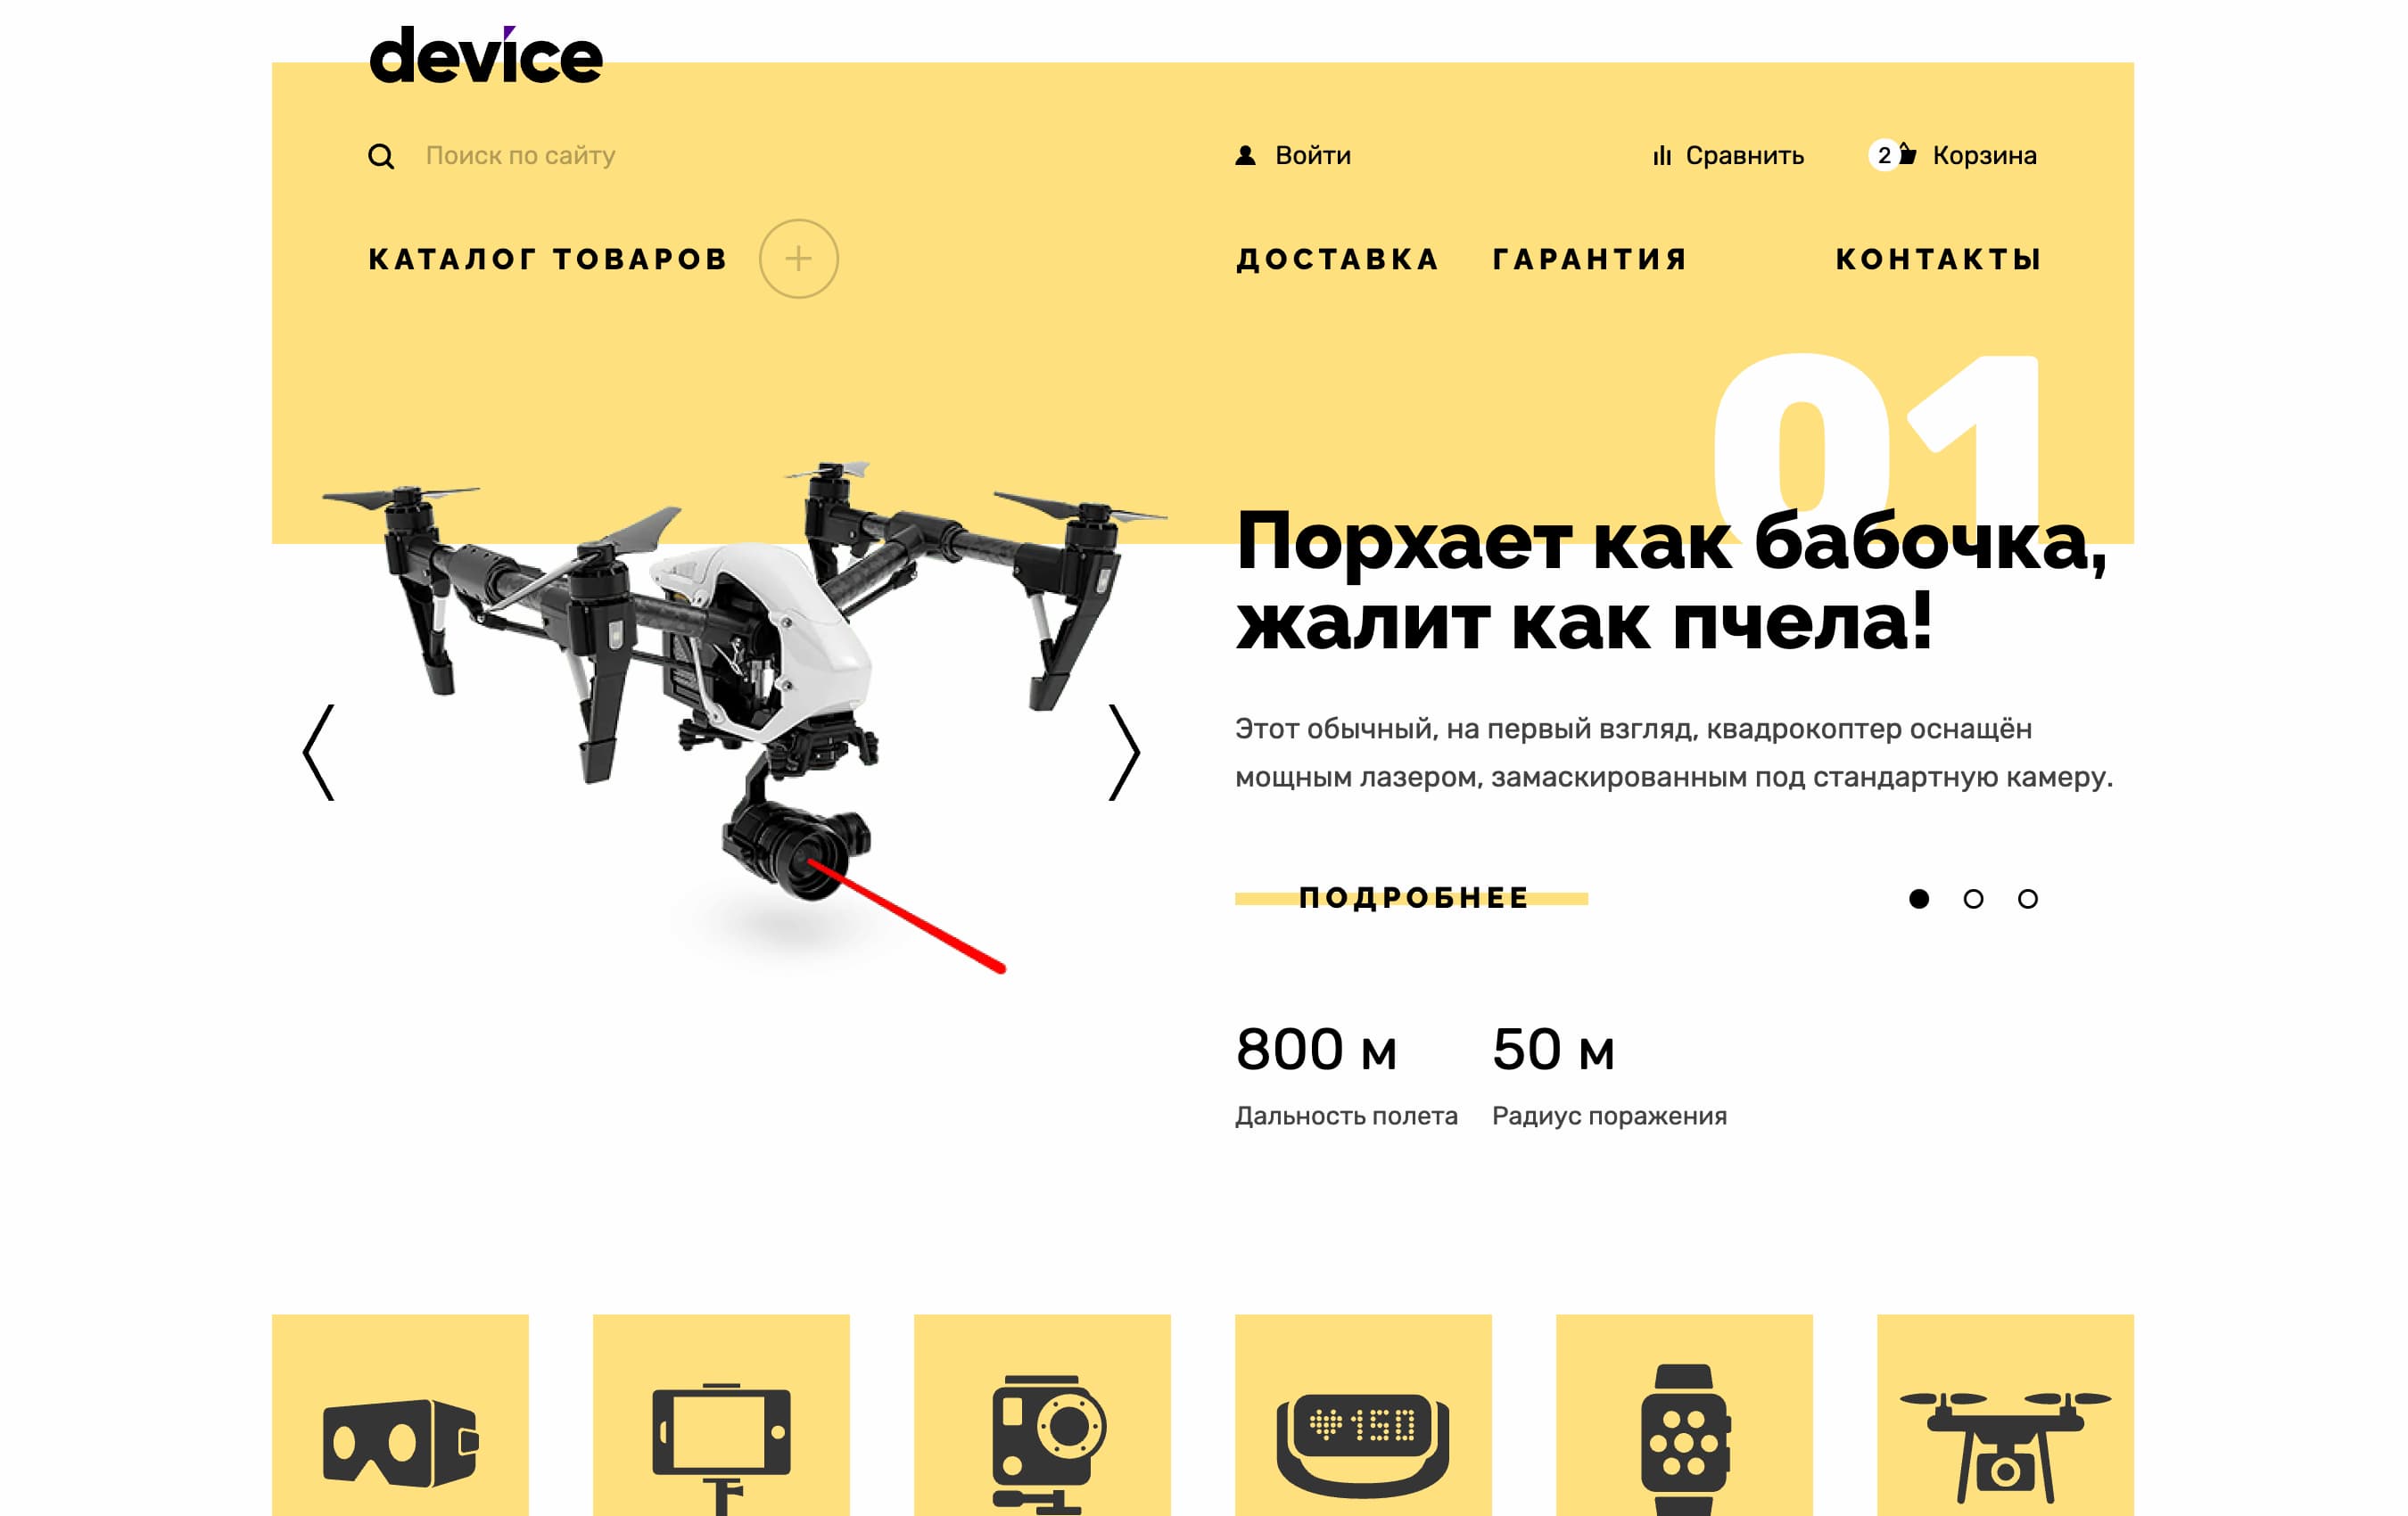 device
Поиск по сайту
Войти
Сравнить
2
Корзина
КАТАЛОГ ТОВАРОВ
ДОСТАВКА
ГАРАНТИЯ
КОНТАКТЫ
01
Порхает как бабочка,
жалит как пчела!
Этот обычный, на первый взгляд, квадрокоптер оснащён
мощным лазером, замаскированным под стандартную камеру.
ПОДРОБНЕЕ
800 м
50 м
Дальность полета
Радиус поражения
150